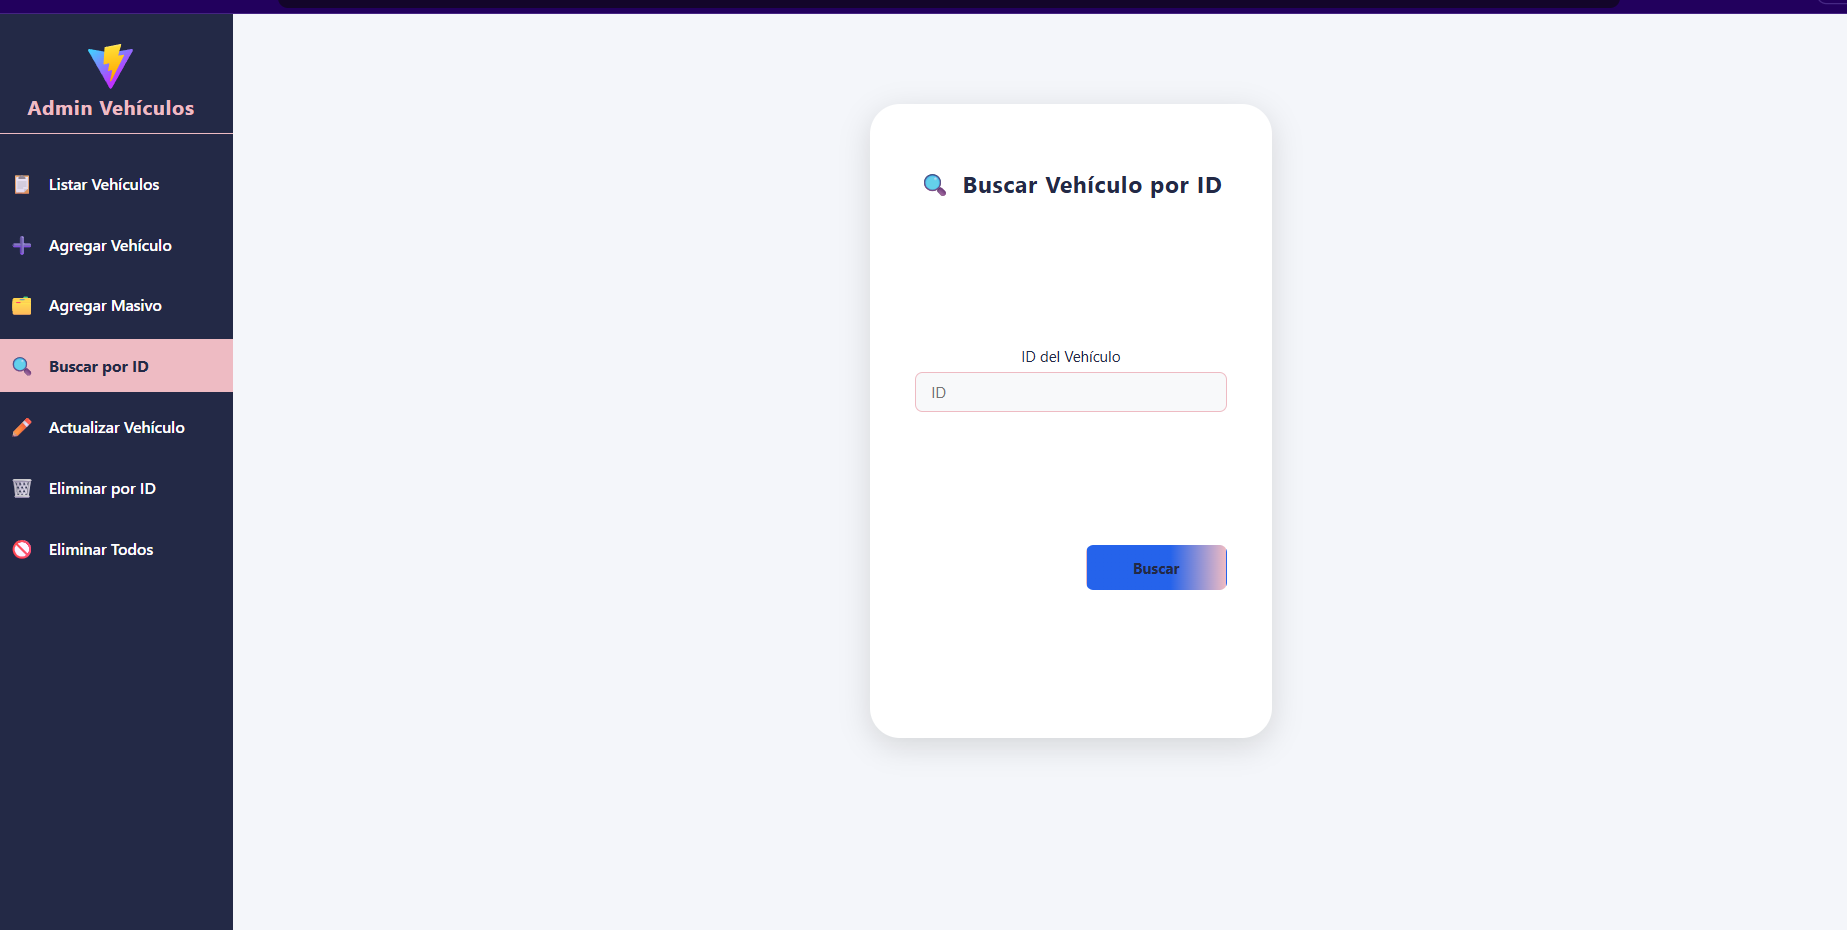 Admin Vehículos
Listar Vehículos
Agregar Vehículo
Agregar Masivo
Buscar por ID
Actualizar Vehículo
Eliminar por ID
Eliminar Todos
Buscar Vehículo por ID
ID del Vehículo
ID
Buscar